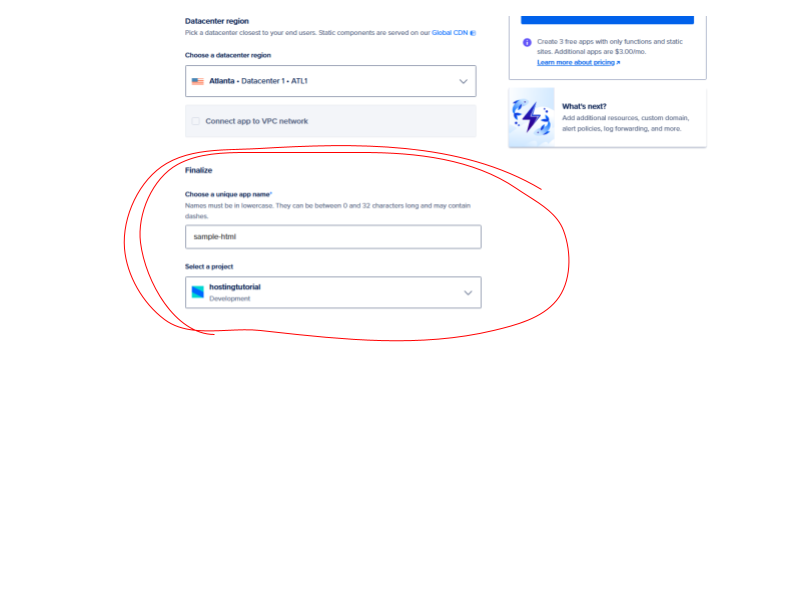 Datacenter region
Pick a datacenter closest to your end users. Static components are served on our Global CDN
Choose a datacenter region
Atlanta • Datacenter 1 • ATL1
Connect app to VPC network
Finalize
Choose a unique app name*
Names must be in lowercase. They can be between 0 and 32 characters long and may contain
dashes.
sample-html
Select a project
hostingtutorial
Development
Create 3 free apps with only functions and static
sites. Additional apps are $3.00/mo.
Learn more about pricing ↗
What's next?
Add additional resources, custom domain,
alert policies, log forwarding, and more.